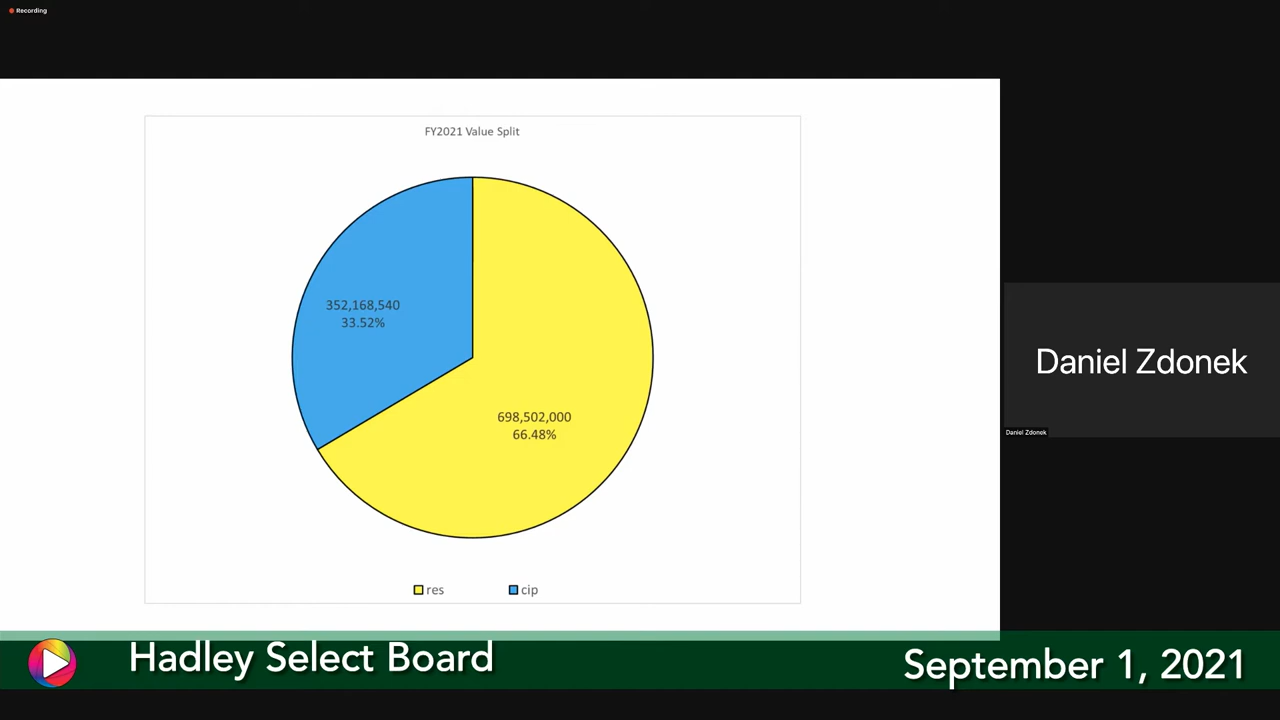 Recording
FY2021 Value Split
352,168,540
33.52%
698,502,000
66.48%
res
cip
Daniel Zdonek
Daniel Zdonek
Hadley Select Board
September 1, 2021